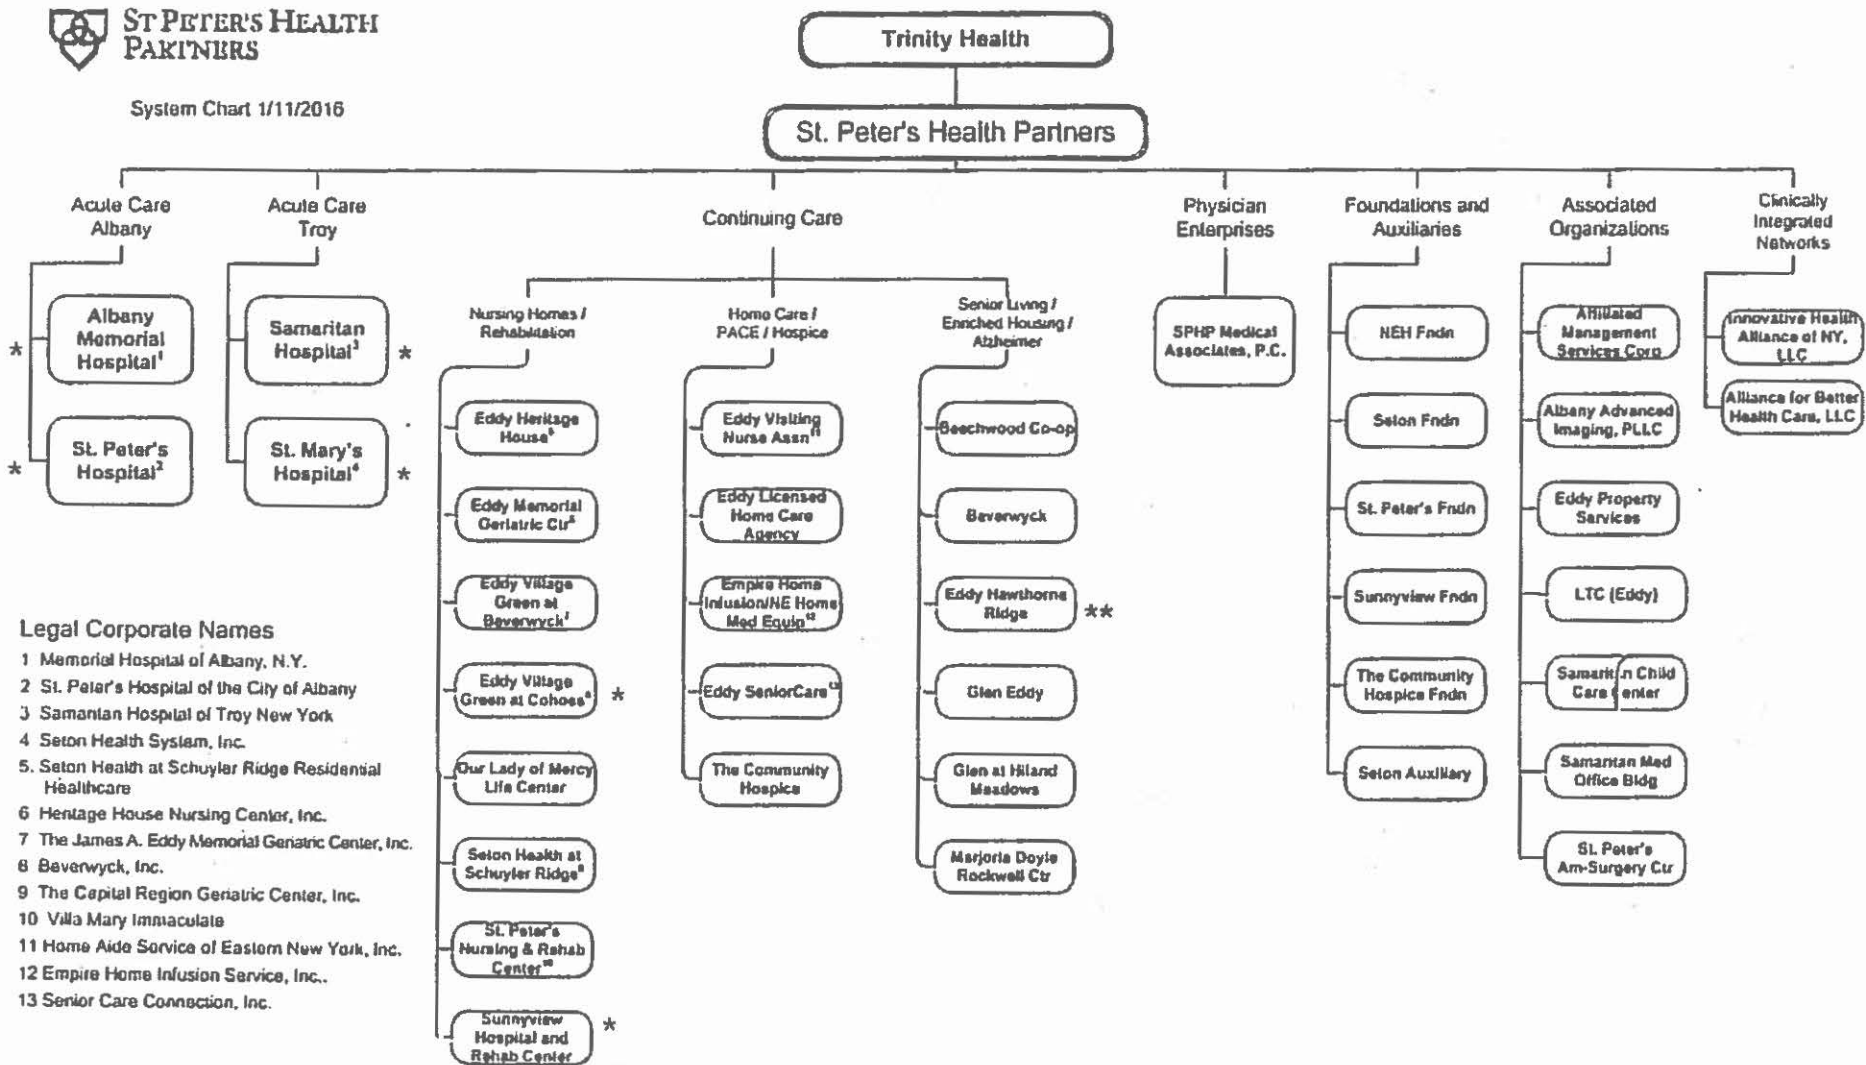 ST PETER'S HEALTH
PARTNERS
System Chart 1/11/2016
Trinity Health
St. Peter's Health Partners
Acute Care
Albany
Acute Care
Troy
Continuing Care
Physician
Enterprises
Foundations and
Auxiliaries
Associated
Organizations
Clinically
Integrated
Networks
Nursing Homes /
Rehabilitation
Home Care /
PACE / Hospice
Senior Living /
Enriched Housing /
Alzheimer
* Albany
Memorial
Hospital¹
* St. Peter's
Hospital²
Samaritan
Hospital³ *
St. Mary's
Hospital⁴ *
Eddy Heritage
House⁶
Eddy Memorial
Geriatric Ctr
Eddy Village
Green at
Beverwyck
Eddy Village
Green at Cohoes *
Our Lady of Mercy
Life Center
Seton Health at
Schuyler Ridge
St. Peter's
Nursing & Rehab
Center¹⁰
Sunnyview
Hospital and
Rehab Center *
Eddy Visiting
Nurse Assn¹¹
Eddy Licensed
Home Care
Agency
Empire Home
Infusion/NE Home
Med Equip¹²
Eddy SeniorCare¹³
The Community
Hospice
Beechwood Co-op
Beverwyck
Eddy Hawthorne
Ridge **
Glen Eddy
Glen at Hiland
Meadows
Marjorie Doyle
Rockwell Ctr
SPHP Medical
Associates, P.C.
NEH Fndn
Seton Fndn
St. Peter's Fndn
Sunnyview Fndn
The Community
Hospice Fndn
Seton Auxiliary
Affiliated
Management
Services Corp
Albany Advanced
Imaging, PLLC
Eddy Property
Services
LTC (Eddy)
Samaritan Child
Care Center
Samaritan Med
Office Bldg
St. Peter's
Am-Surgery Ctr
Innovative Health
Alliance of NY,
LLC
Alliance for Better
Health Care, LLC
Legal Corporate Names
1 Memorial Hospital of Albany, N.Y.
2 St. Peter's Hospital of the City of Albany
3 Samaritan Hospital of Troy New York
4 Seton Health System, Inc.
5. Seton Health at Schuyler Ridge Residential
Healthcare
6 Heritage House Nursing Center, Inc.
7 The James A. Eddy Memorial Geriatric Center, Inc.
8 Beverwyck, Inc.
9 The Capital Region Geriatric Center, Inc.
10 Villa Mary Immaculate
11 Home Aide Service of Eastern New York, Inc.
12 Empire Home Infusion Service, Inc..
13 Senior Care Connection, Inc.